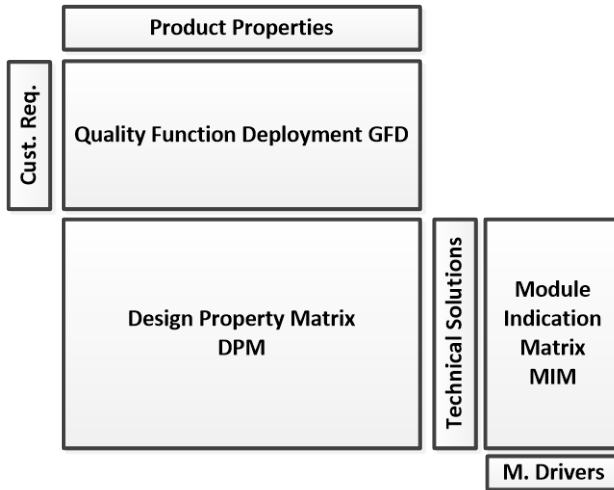 Product Properties
Cust. Req.
Quality Function Deployment GFD
Design Property Matrix
DPM
Technical Solutions
Module
Indication
Matrix
MIM
M. Drivers